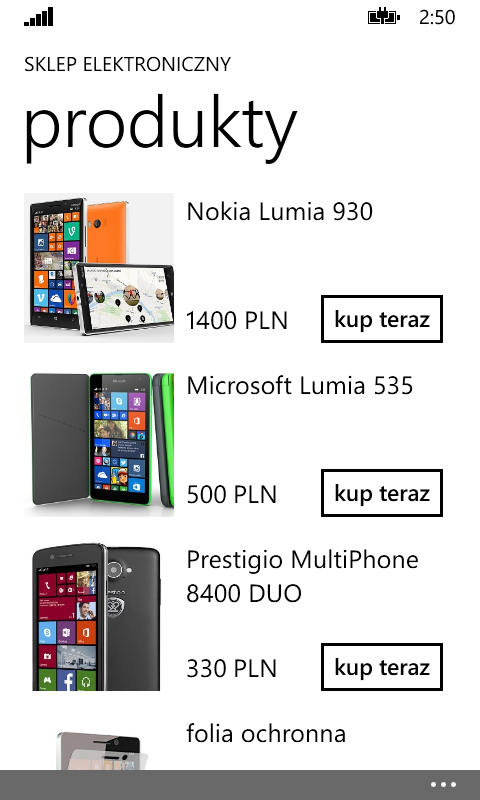 2:50
SKLEP ELEKTRONICZNY
produkty
Nokia Lumia 930
1400 PLN
kup teraz
Microsoft Lumia 535
500 PLN
kup teraz
Prestigio MultiPhone
8400 DUO
330 PLN
kup teraz
folia ochronna